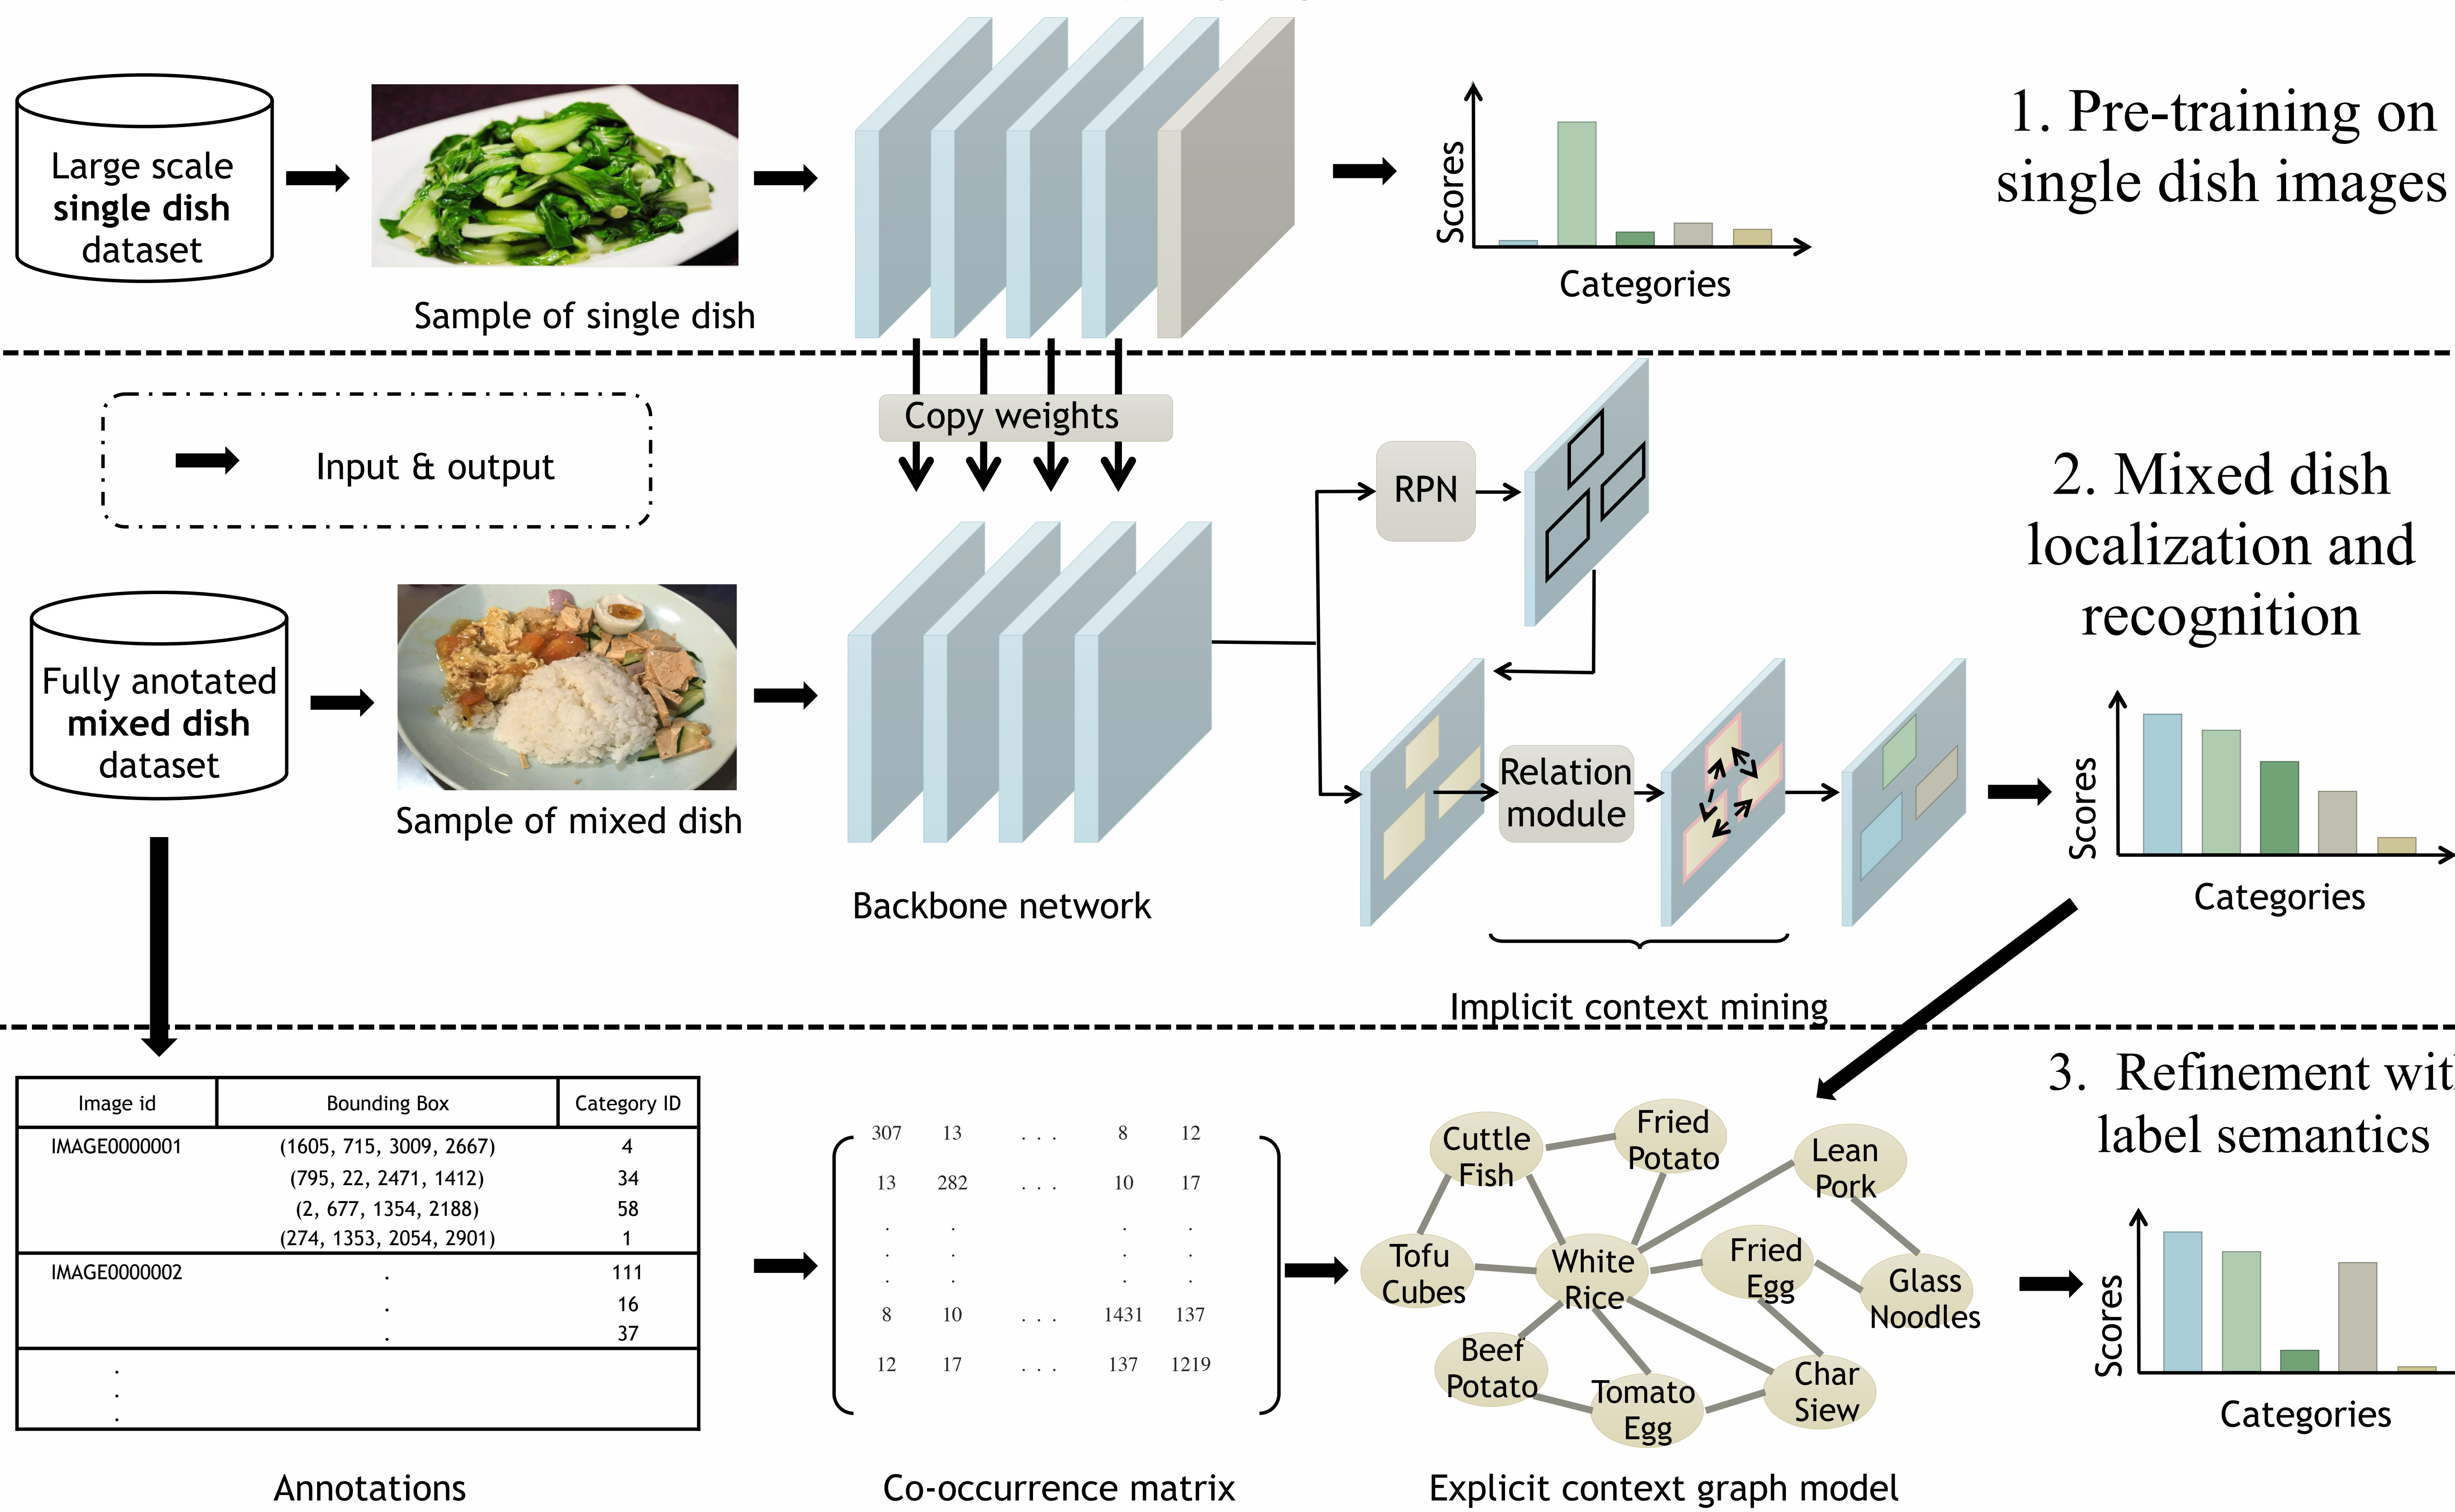 Large scale
single dish
dataset
Sample of single dish
Scores
Categories
1. Pre-training on
single dish images
Copy weights
Input & output
RPN
2. Mixed dish
localization and
recognition
Fully anotated
mixed dish
dataset
Sample of mixed dish
Backbone network
Relation
module
Implicit context mining
Scores
Categories
3. Refinement wit
label semantics
Image id Bounding Box Category ID
IMAGE0000001 (1605, 715, 3009, 2667) 4
(795, 22, 2471, 1412) 34
(2, 677, 1354, 2188) 58
(274, 1353, 2054, 2901) 1
IMAGE0000002 . 111
. 16
. 37
.
.
.
Annotations
307 13 . . . 8 12
13 282 . . . 10 17
. . . .
. . . .
. . . .
8 10 . . . 1431 137
12 17 . . . 137 1219
Co-occurrence matrix
Cuttle
Fish
Fried
Potato
Lean
Pork
Tofu
Cubes
White
Rice
Fried
Egg
Glass
Noodles
Beef
Potato
Tomato
Egg
Char
Siew
Explicit context graph model
Scores
Categories